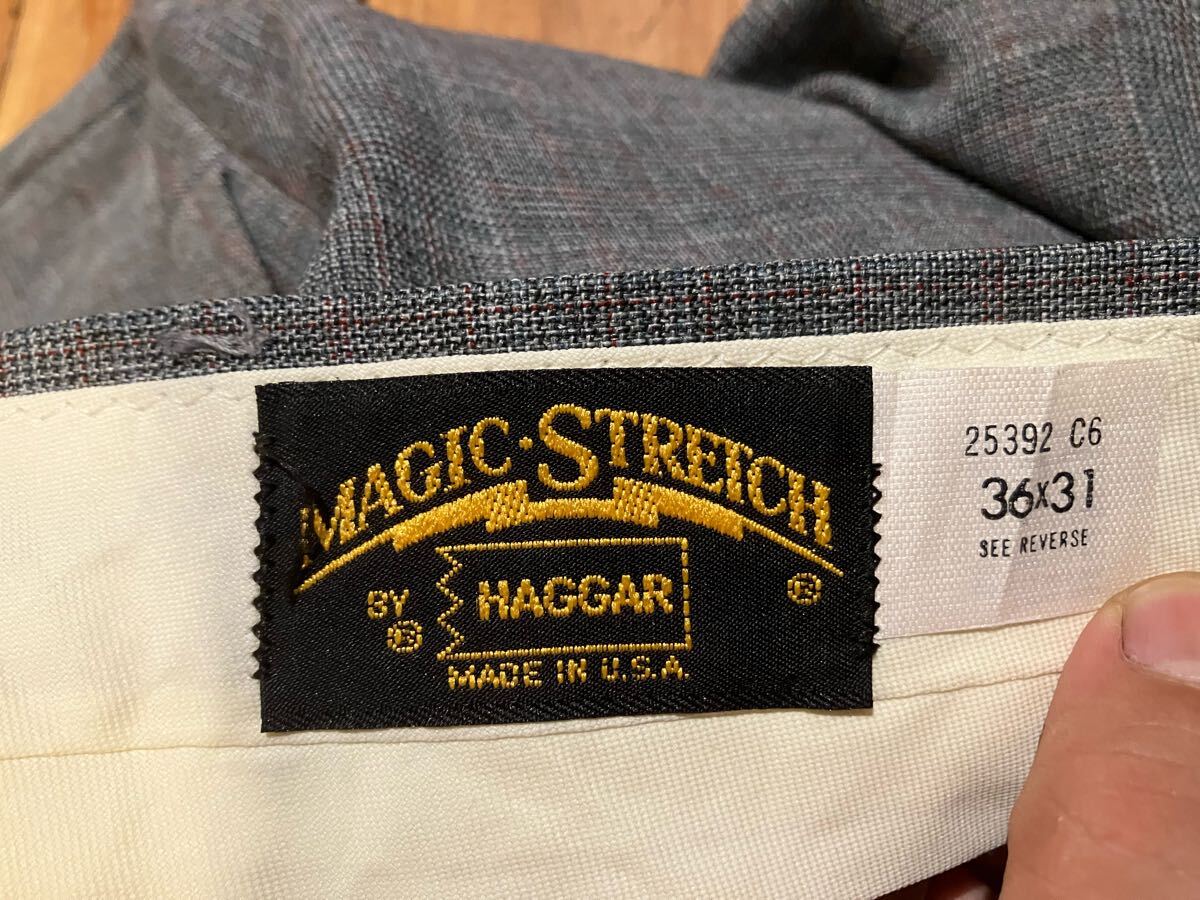 MAGIC·STRETCH
BY HAGGAR ®
®
MADE IN U.S.A.
25392 C6
36x31
SEE REVERSE